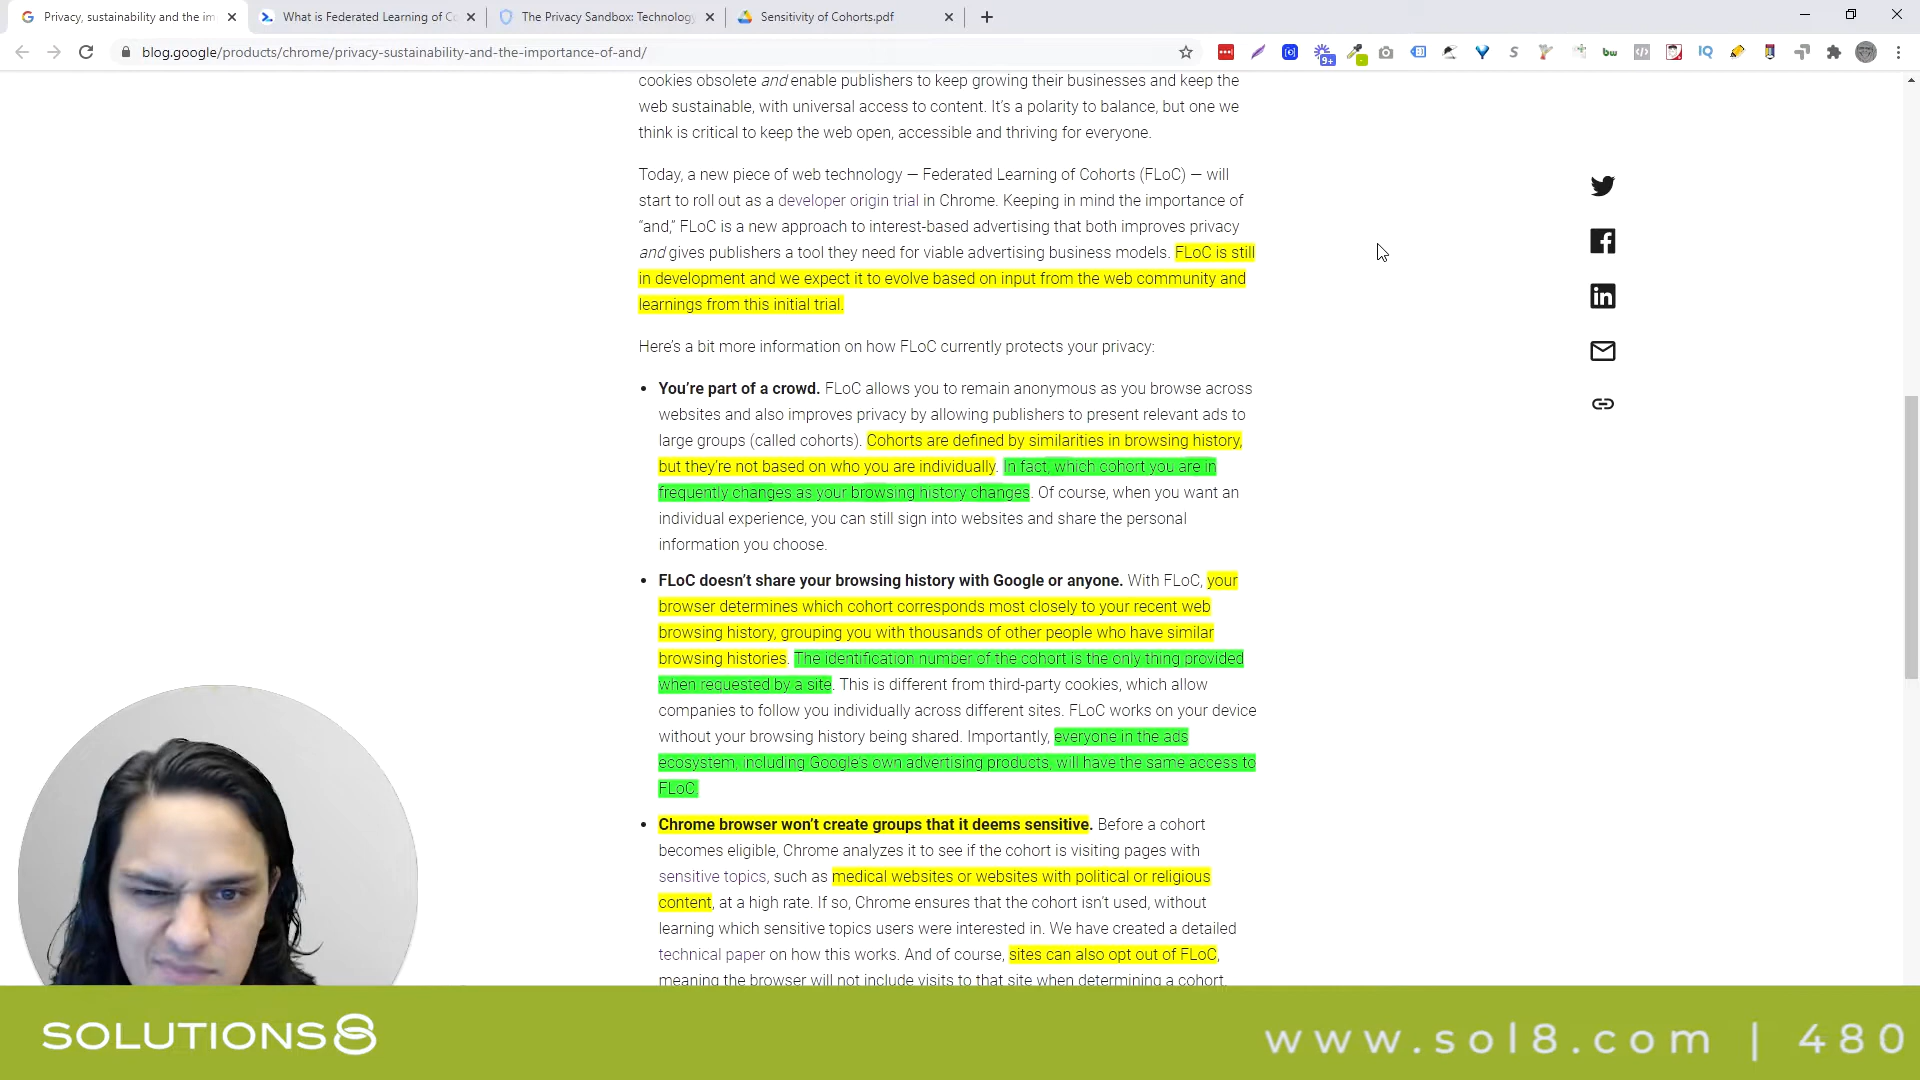 Privacy, sustainability and the im
What is Federated Learning of Co
The Privacy Sandbox: Technology
Sensitivity of Cohorts.pdf
blog.google/products/chrome/privacy-sustainability-and-the-importance-of-and/
9+
S
bw
IQ
cookies obsolete and enable publishers to keep growing their businesses and keep the
web sustainable, with universal access to content. It's a polarity to balance, but one we
think is critical to keep the web open, accessible and thriving for everyone.
Today, a new piece of web technology — Federated Learning of Cohorts (FLoC) — will
start to roll out as a developer origin trial in Chrome. Keeping in mind the importance of
“and,” FLoC is a new approach to interest-based advertising that both improves privacy
and gives publishers a tool they need for viable advertising business models. FLoC is still
in development and we expect it to evolve based on input from the web community and
learnings from this initial trial.
Here’s a bit more information on how FLoC currently protects your privacy:
• You’re part of a crowd. FLoC allows you to remain anonymous as you browse across
websites and also improves privacy by allowing publishers to present relevant ads to
large groups (called cohorts). Cohorts are defined by similarities in browsing history,
but they’re not based on who you are individually. In fact, which cohort you are in
frequently changes as your browsing history changes. Of course, when you want an
individual experience, you can still sign into websites and share the personal
information you choose.
• FLoC doesn’t share your browsing history with Google or anyone. With FLoC, your
browser determines which cohort corresponds most closely to your recent web
browsing history, grouping you with thousands of other people who have similar
browsing histories. The identification number of the cohort is the only thing provided
when requested by a site. This is different from third-party cookies, which allow
companies to follow you individually across different sites. FLoC works on your device
without your browsing history being shared. Importantly, everyone in the ads
ecosystem, including Google’s own advertising products, will have the same access to
FLoC.
• Chrome browser won’t create groups that it deems sensitive. Before a cohort
becomes eligible, Chrome analyzes it to see if the cohort is visiting pages with
sensitive topics, such as medical websites or websites with political or religious
content, at a high rate. If so, Chrome ensures that the cohort isn’t used, without
learning which sensitive topics users were interested in. We have created a detailed
technical paper on how this works. And of course, sites can also opt out of FLoC,
meaning the browser will not include visits to that site when determining a cohort.
SOLUTIONS 8
www.sol8.com | 480